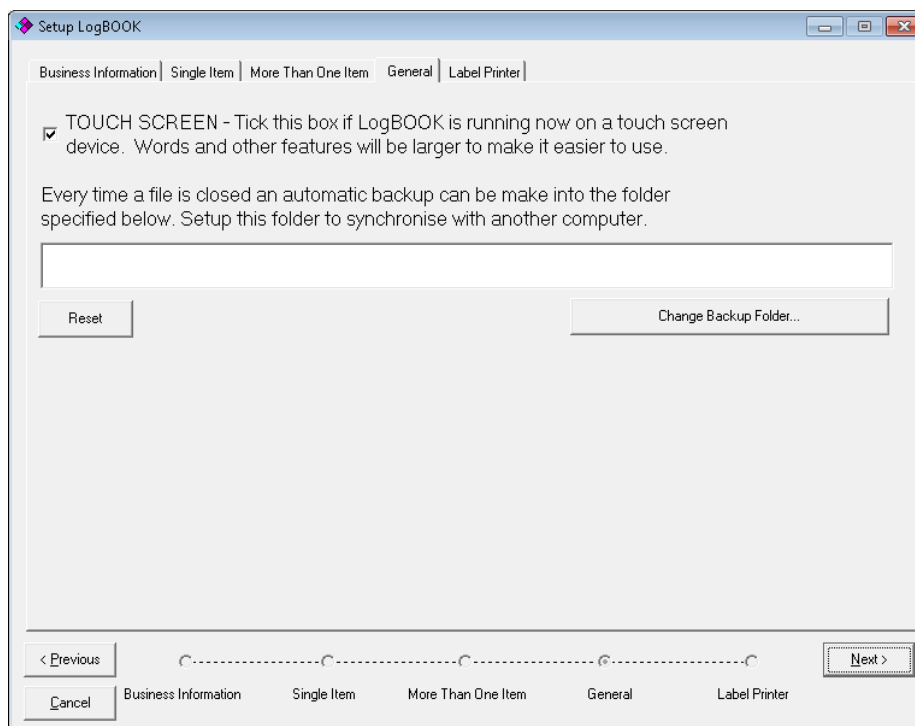 Setup LogBOOK
Business Information Single Item More Than One Item General Label Printer
TOUCH SCREEN - Tick this box if LogBOOK is running now on a touch screen
device. Words and other features will be larger to make it easier to use.
Every time a file is closed an automatic backup can be make into the folder
specified below. Setup this folder to synchronise with another computer.
Reset Change Backup Folder...
< Previous Next >
Cancel Business Information Single Item More Than One Item General Label Printer